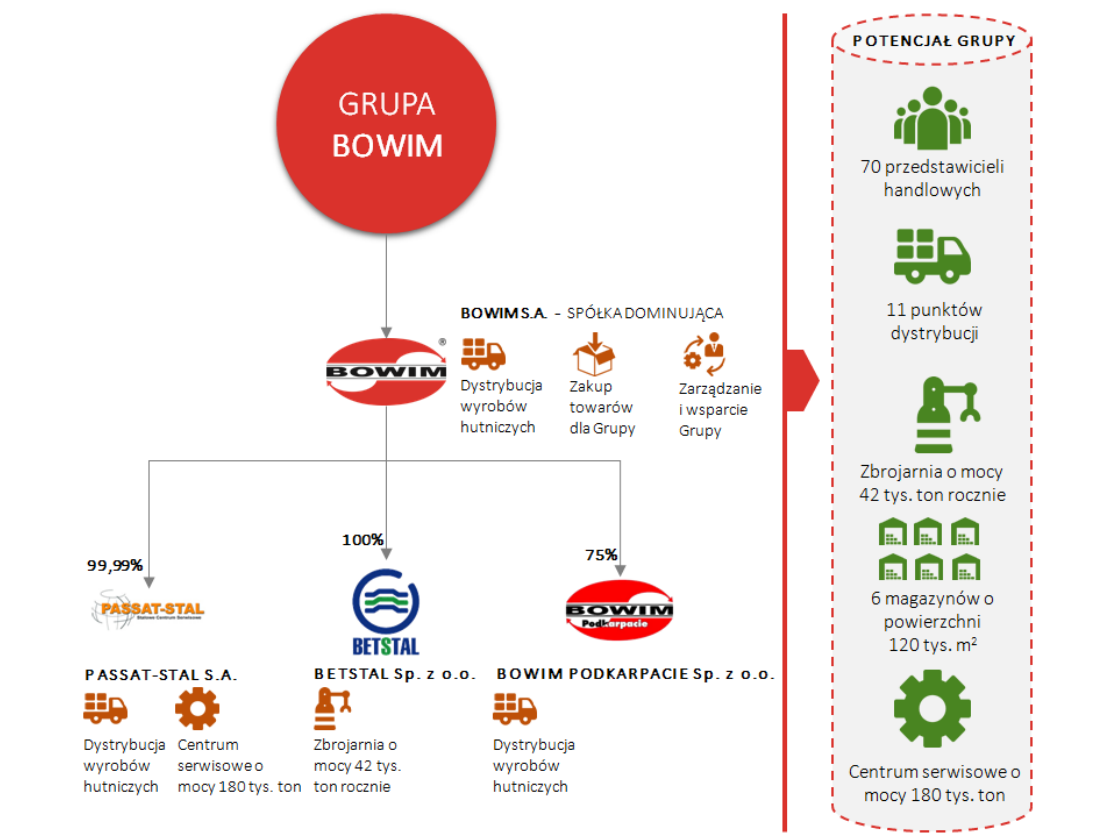 GRUPA
BOWIM
BOWIM S.A. - SPÓŁKA DOMINUJĄCA
BOWIM
®
Dystrybucja
wyrobów
hutniczych
Zakup
towarów
dla Grupy
Zarządzanie
i wsparcie
Grupy
99,99%
100%
75%
PASSAT-STAL
Stalowe Centrum Serwisowe
BETSTAL
BOWIM
Podkarpacie
PASSAT-STAL S.A.
Dystrybucja
wyrobów
hutniczych
Centrum
serwisowe o
mocy 180 tys. ton
BETSTAL Sp. z o.o.
Zbrojarnia o
mocy 42 tys.
ton rocznie
BOWIM PODKARPACIE Sp. z o.o.
Dystrybucja
wyrobów
hutniczych
POTENCJAŁ GRUPY
70 przedstawicieli
handlowych
11 punktów
dystrybucji
Zbrojarnia o mocy
42 tys. ton rocznie
6 magazynów o
powierzchni
120 tys. m²
Centrum serwisowe o
mocy 180 tys. ton